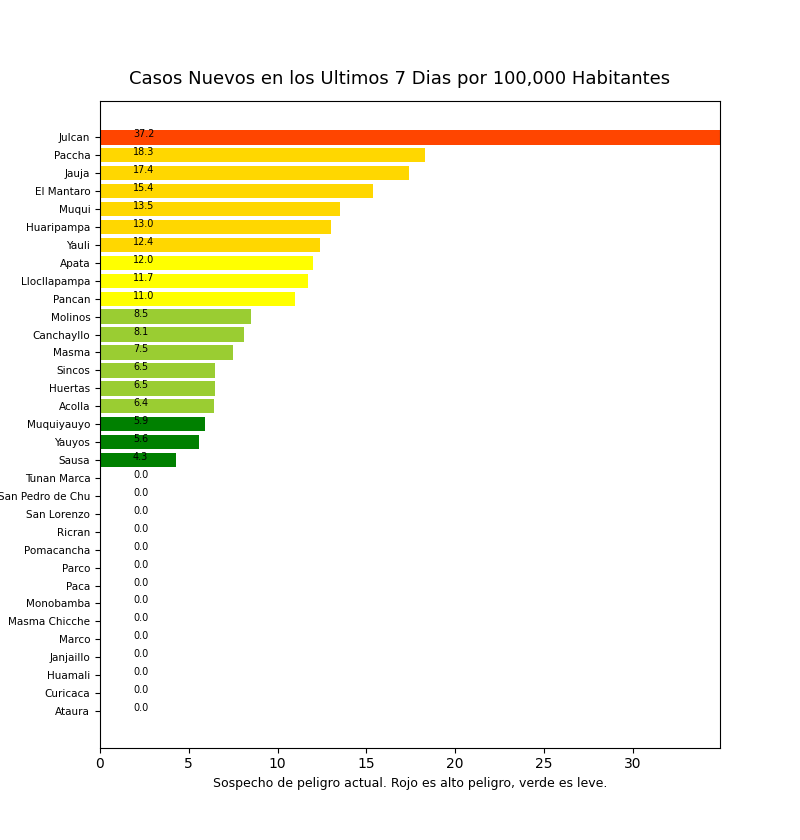 Casos Nuevos en los Ultimos 7 Dias por 100,000 Habitantes
Julcan 37.2
Paccha 18.3
Jauja 17.4
El Mantaro 15.4
Muqui 13.5
Huaripampa 13.0
Yauli 12.4
Apata 12.0
Llocllapampa 11.7
Pancan 11.0
Molinos 8.5
Canchayllo 8.1
Masma 7.5
Sincos 6.5
Huertas 6.5
Acolla 6.4
Muquiyauyo 5.9
Yauyos 5.6
Sausa 4.3
Tunan Marca 0.0
San Pedro de Chu 0.0
San Lorenzo 0.0
Ricran 0.0
Pomacancha 0.0
Parco 0.0
Paca 0.0
Monobamba 0.0
Masma Chicche 0.0
Marco 0.0
Janjaillo 0.0
Huamali 0.0
Curicaca 0.0
Ataura 0.0
0 5 10 15 20 25 30
Sospecho de peligro actual. Rojo es alto peligro, verde es leve.